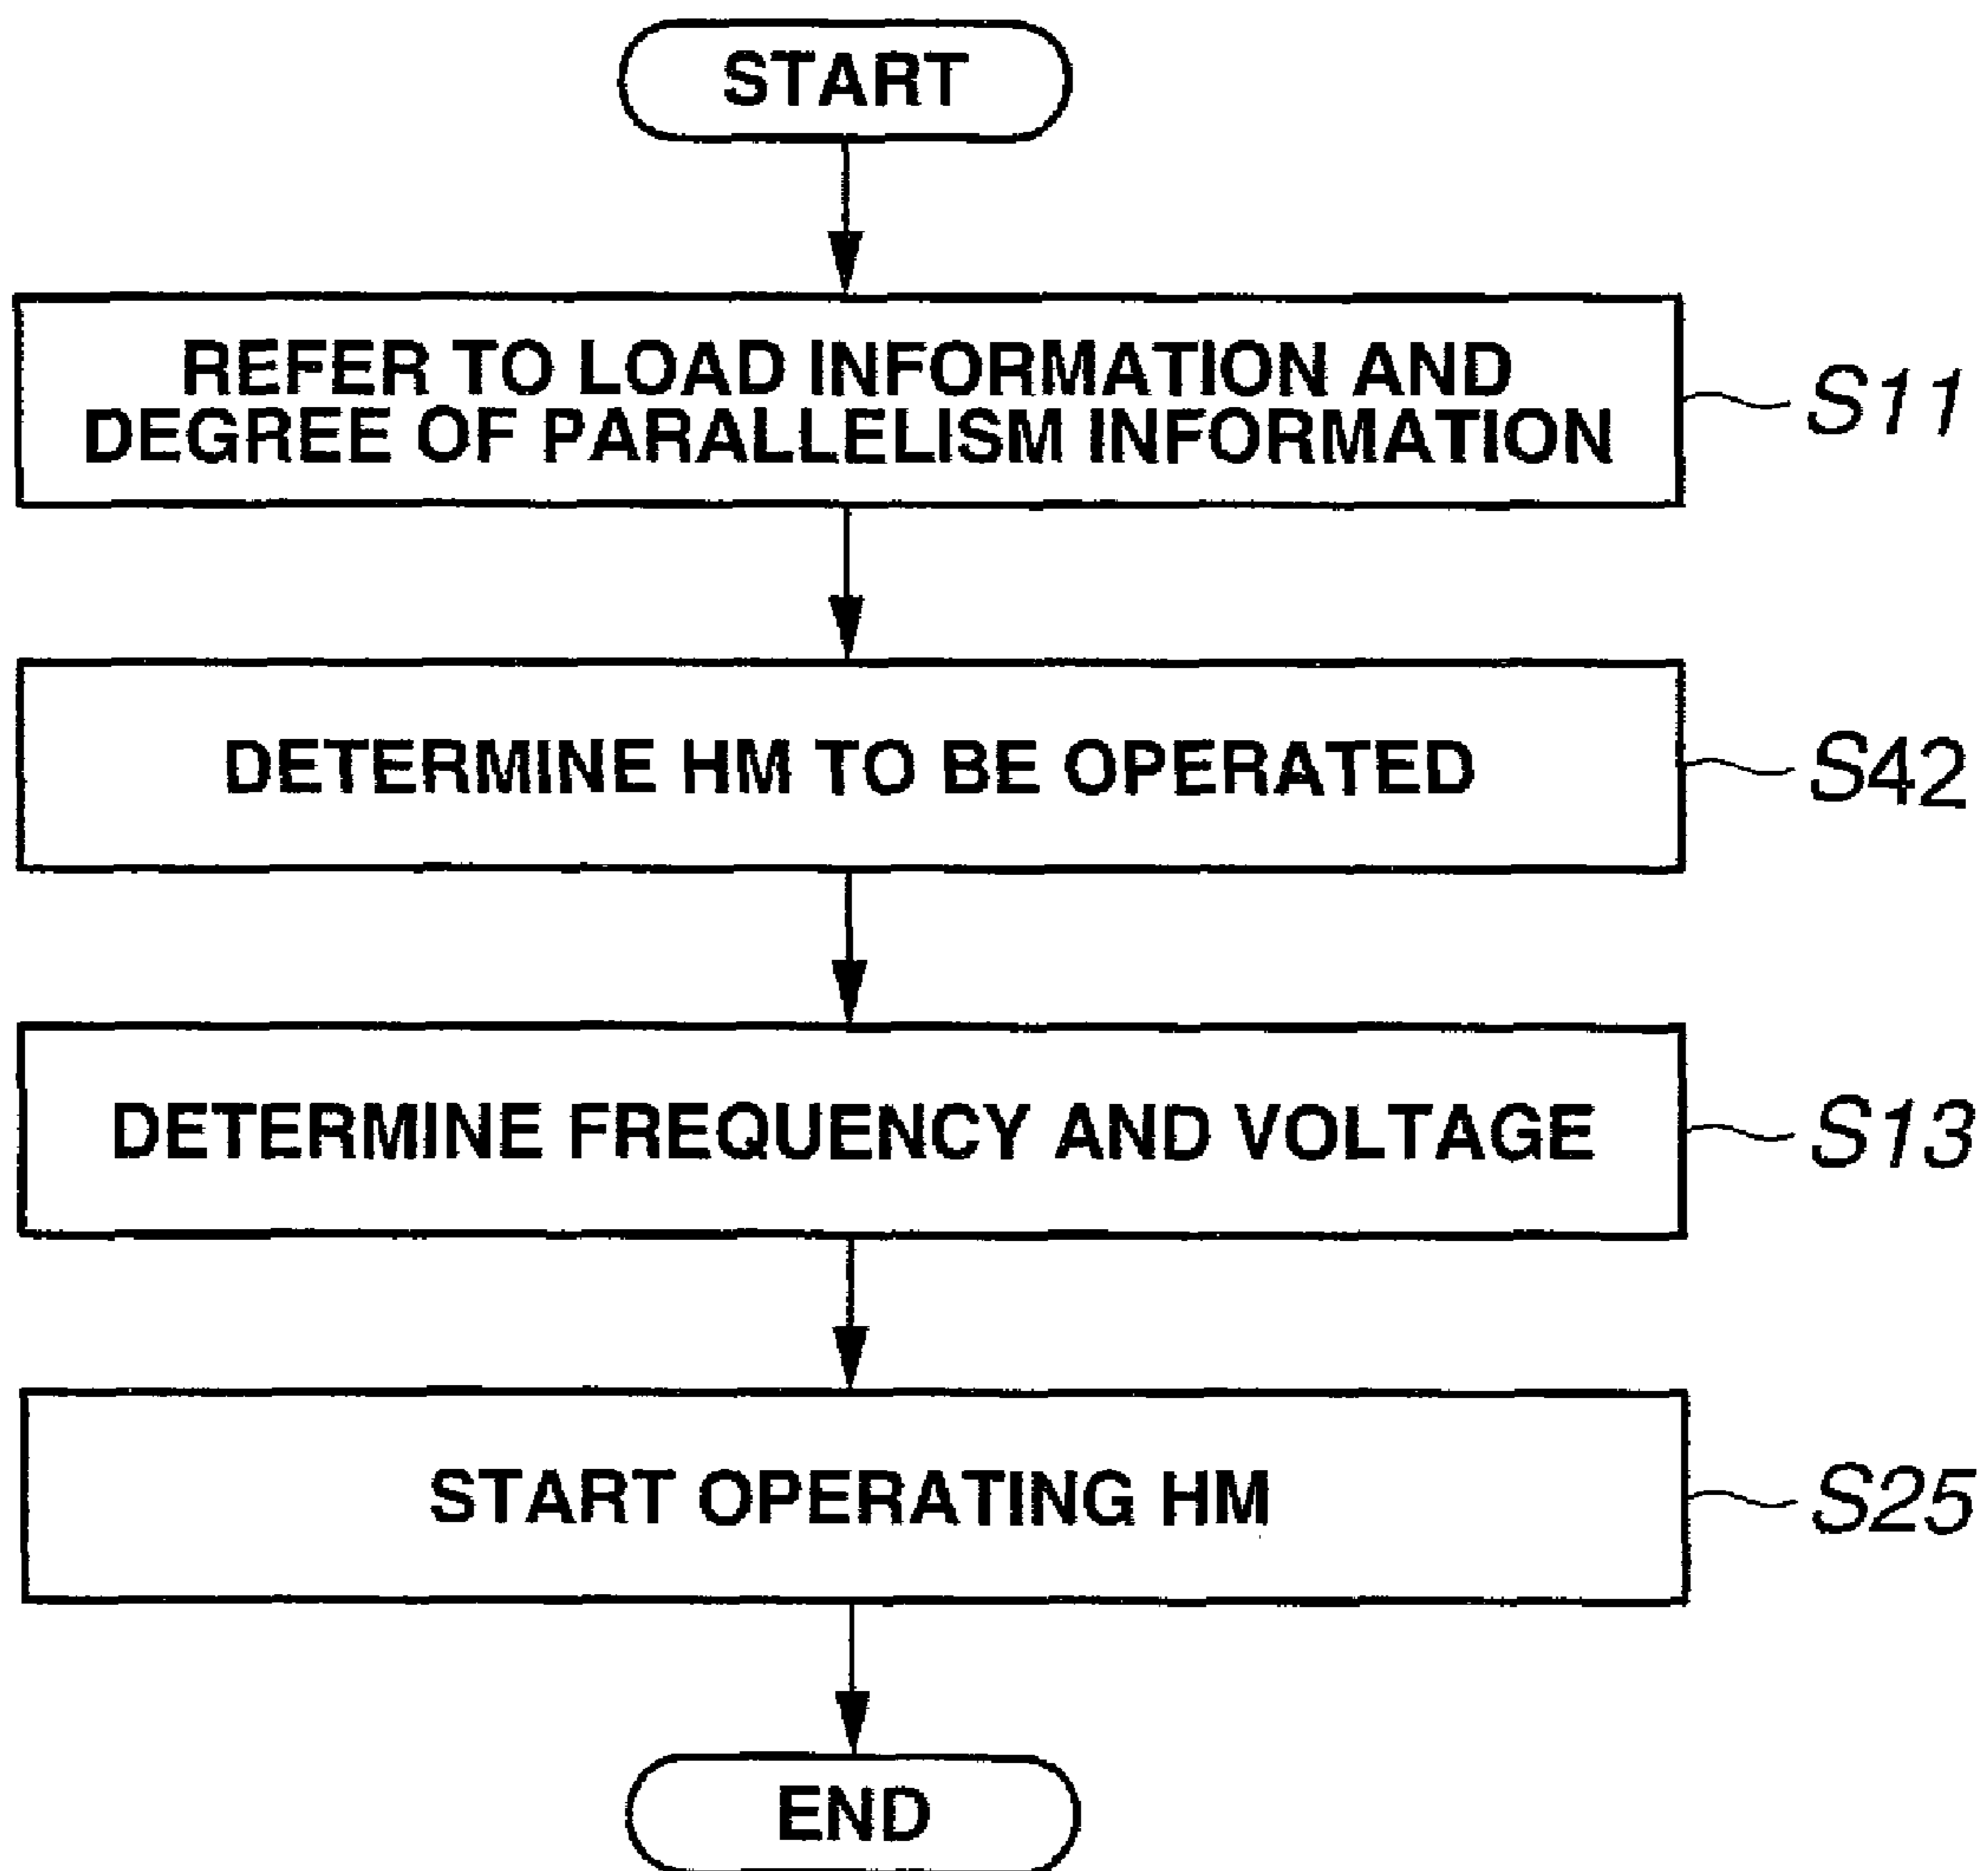 START
REFER TO LOAD INFORMATION AND
DEGREE OF PARALLELISM INFORMATION
S11
DETERMINE HM TO BE OPERATED
S42
DETERMINE FREQUENCY AND VOLTAGE
S13
START OPERATING HM
S25
END